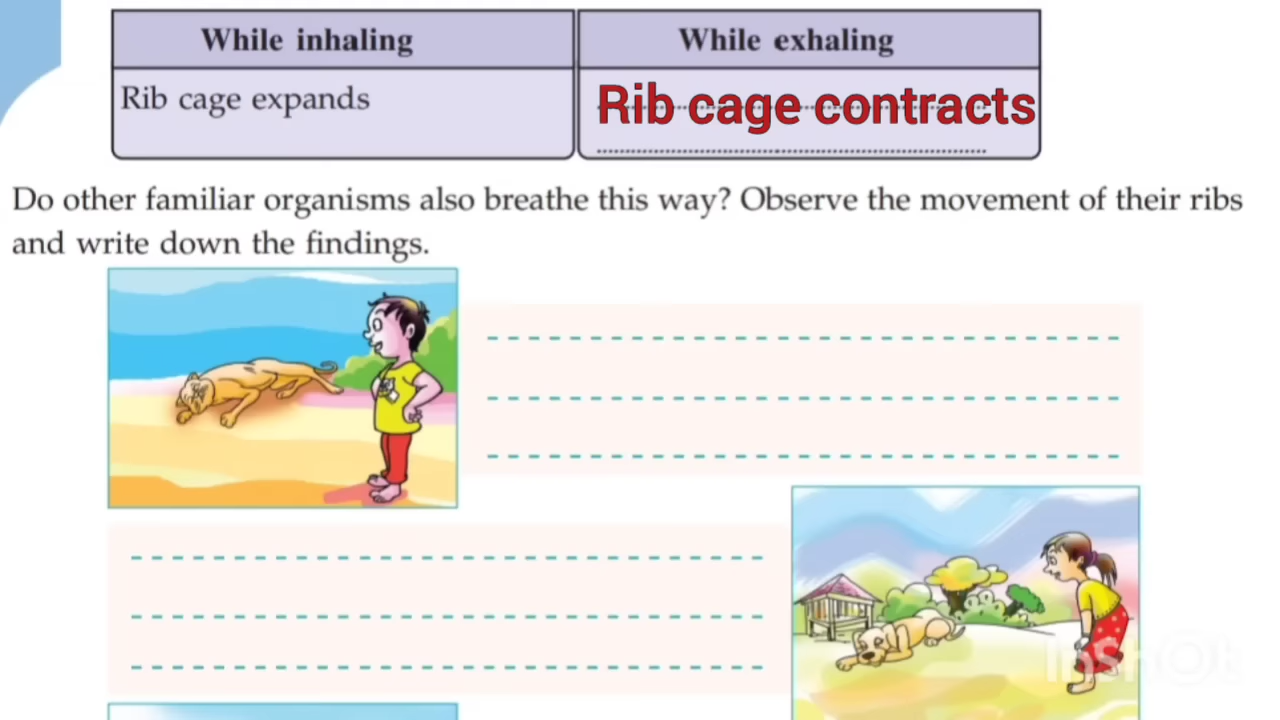 While inhaling
While exhaling
Rib cage expands
Rib cage contracts
Do other familiar organisms also breathe this way? Observe the movement of their ribs
and write down the findings.
InShOt